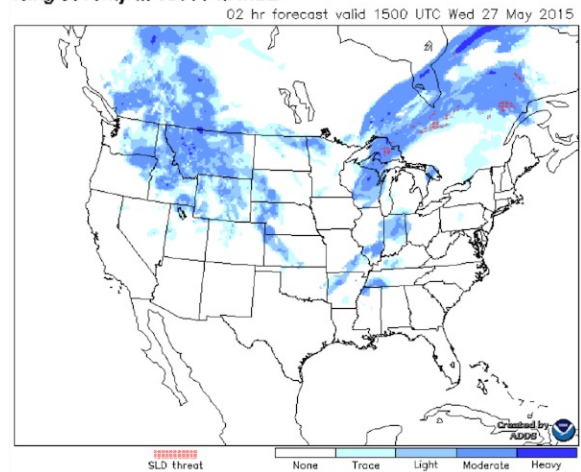 02 hr forecast valid 1500 UTC Wed 27 May 2015
Created by
ADDS
SLD threat
None Trace Light Moderate Heavy